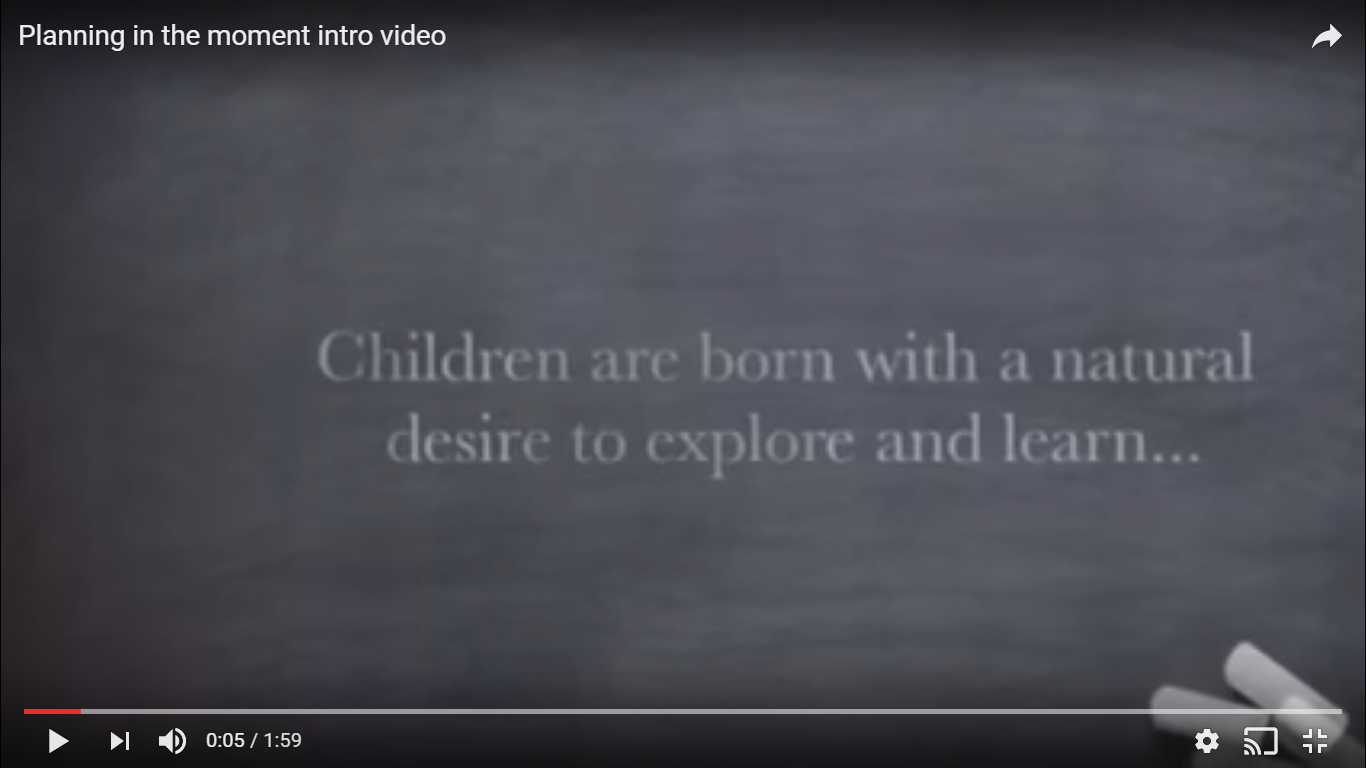 Planning in the moment intro video
Children are born with a natural
desire to explore and learn...
0:05 / 1:59